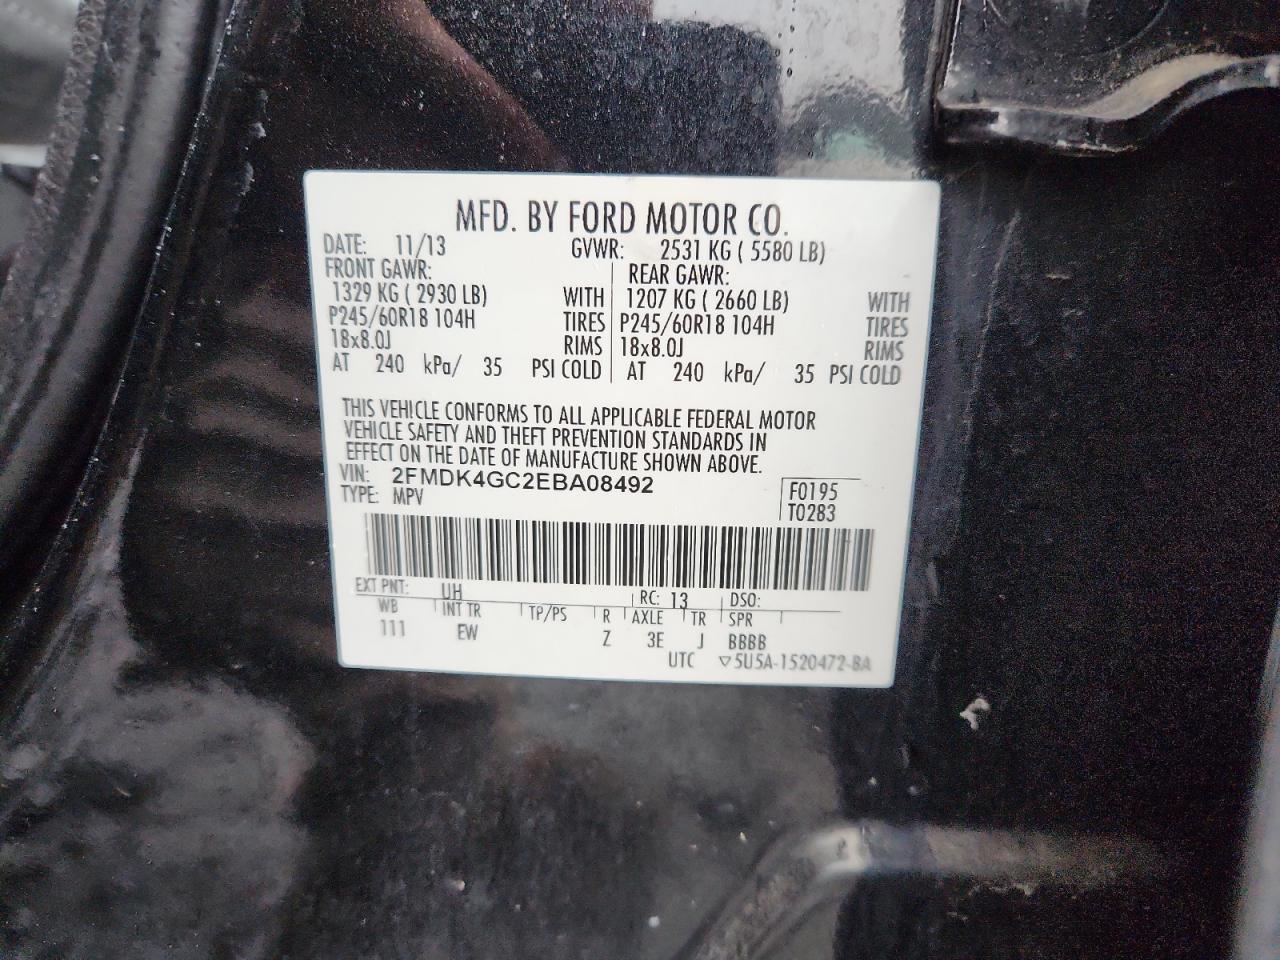 MFD. BY FORD MOTOR CO.
DATE: 11/13 GVWR: 2531 KG ( 5580 LB)
FRONT GAWR: REAR GAWR:
1329 KG ( 2930 LB) WITH 1207 KG ( 2660 LB) WITH
P245/60R18 104H TIRES P245/60R18 104H TIRES
18x8.0J RIMS 18x8.0J RIMS
AT 240 kPa/ 35 PSI COLD AT 240 kPa/ 35 PSI COLD
THIS VEHICLE CONFORMS TO ALL APPLICABLE FEDERAL MOTOR
VEHICLE SAFETY AND THEFT PREVENTION STANDARDS IN
EFFECT ON THE DATE OF MANUFACTURE SHOWN ABOVE.
VIN: 2FMDK4GC2EBA08492 F0195
TYPE: MPV T0283
EXT PNT: UH RC: 13 DSO:
WB INT TR TP/PS R AXLE TR SPR
111 EW Z 3E J BBBB
UTC ▽5U5A-1520472-BA